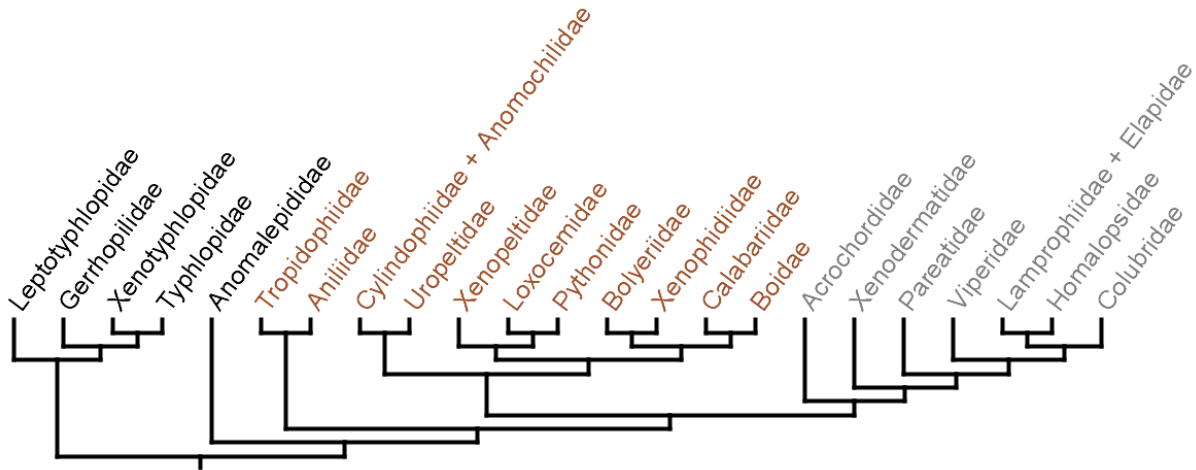 Leptotyphlopidae
Gerrhopilidae
Xenotyphlopidae
Typhlopidae
Anomalepididae
Tropidophiidae
Aniliidae
Cylindophiidae + Anomochilidae
Uropeltidae
Xenopeltidae
Loxocemidae
Pythonidae
Bolyeriidae
Xenophidiidae
Calabariidae
Boidae
Acrochordidae
Xenodermatidae
Pareatidae
Viperidae
Lamprophiidae + Elapidae
Homalopsidae
Colubridae